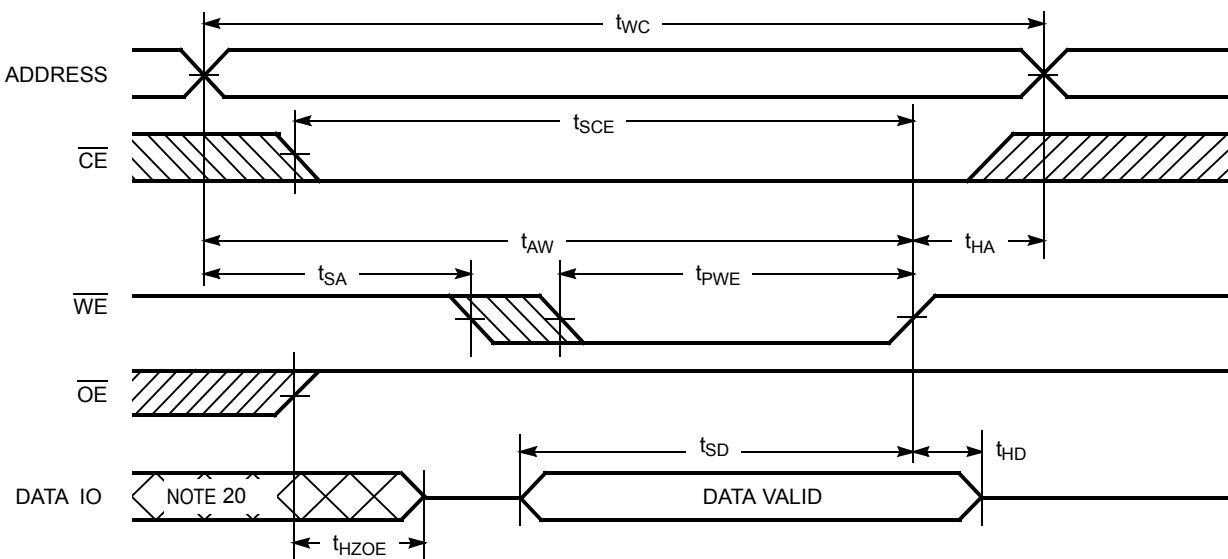 tWC
ADDRESS
tSCE
CE
tAW
tHA
tSA
tPWE
WE
OE
tSD
tHD
DATA IO
NOTE 20
DATA VALID
tHZOE